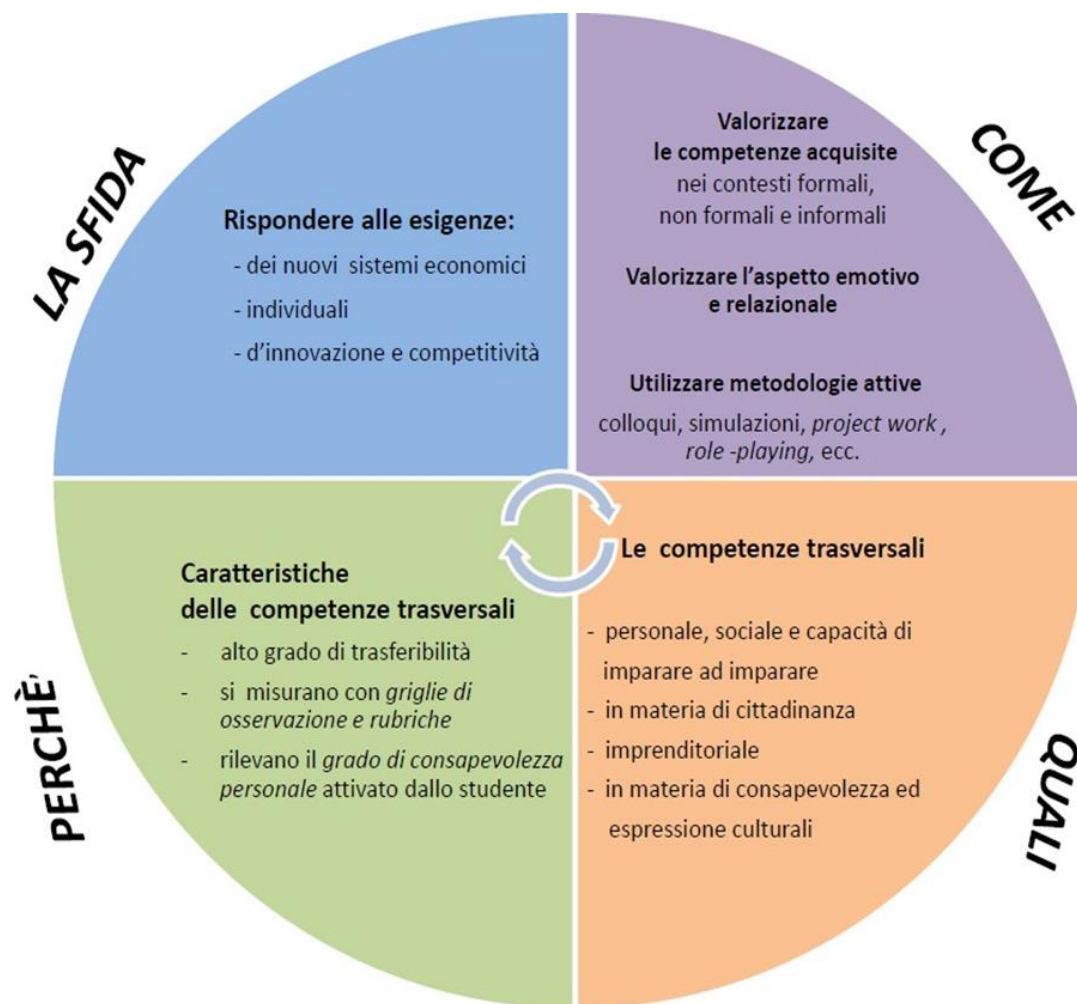 LA SFIDA
Rispondere alle esigenze:
- dei nuovi sistemi economici
- individuali
- d'innovazione e competitività
COME
Valorizzare
le competenze acquisite
nei contesti formali,
non formali e informali
Valorizzare l'aspetto emotivo
e relazionale
Utilizzare metodologie attive
colloqui, simulazioni, project work ,
role -playing, ecc.
PERCHÈ,
Caratteristiche
delle competenze trasversali
- alto grado di trasferibilità
- si misurano con griglie di
osservazione e rubriche
- rilevano il grado di consapevolezza
personale attivato dallo studente
QUALI
Le competenze trasversali
- personale, sociale e capacità di
imparare ad imparare
- in materia di cittadinanza
- imprenditoriale
- in materia di consapevolezza ed
espressione culturali